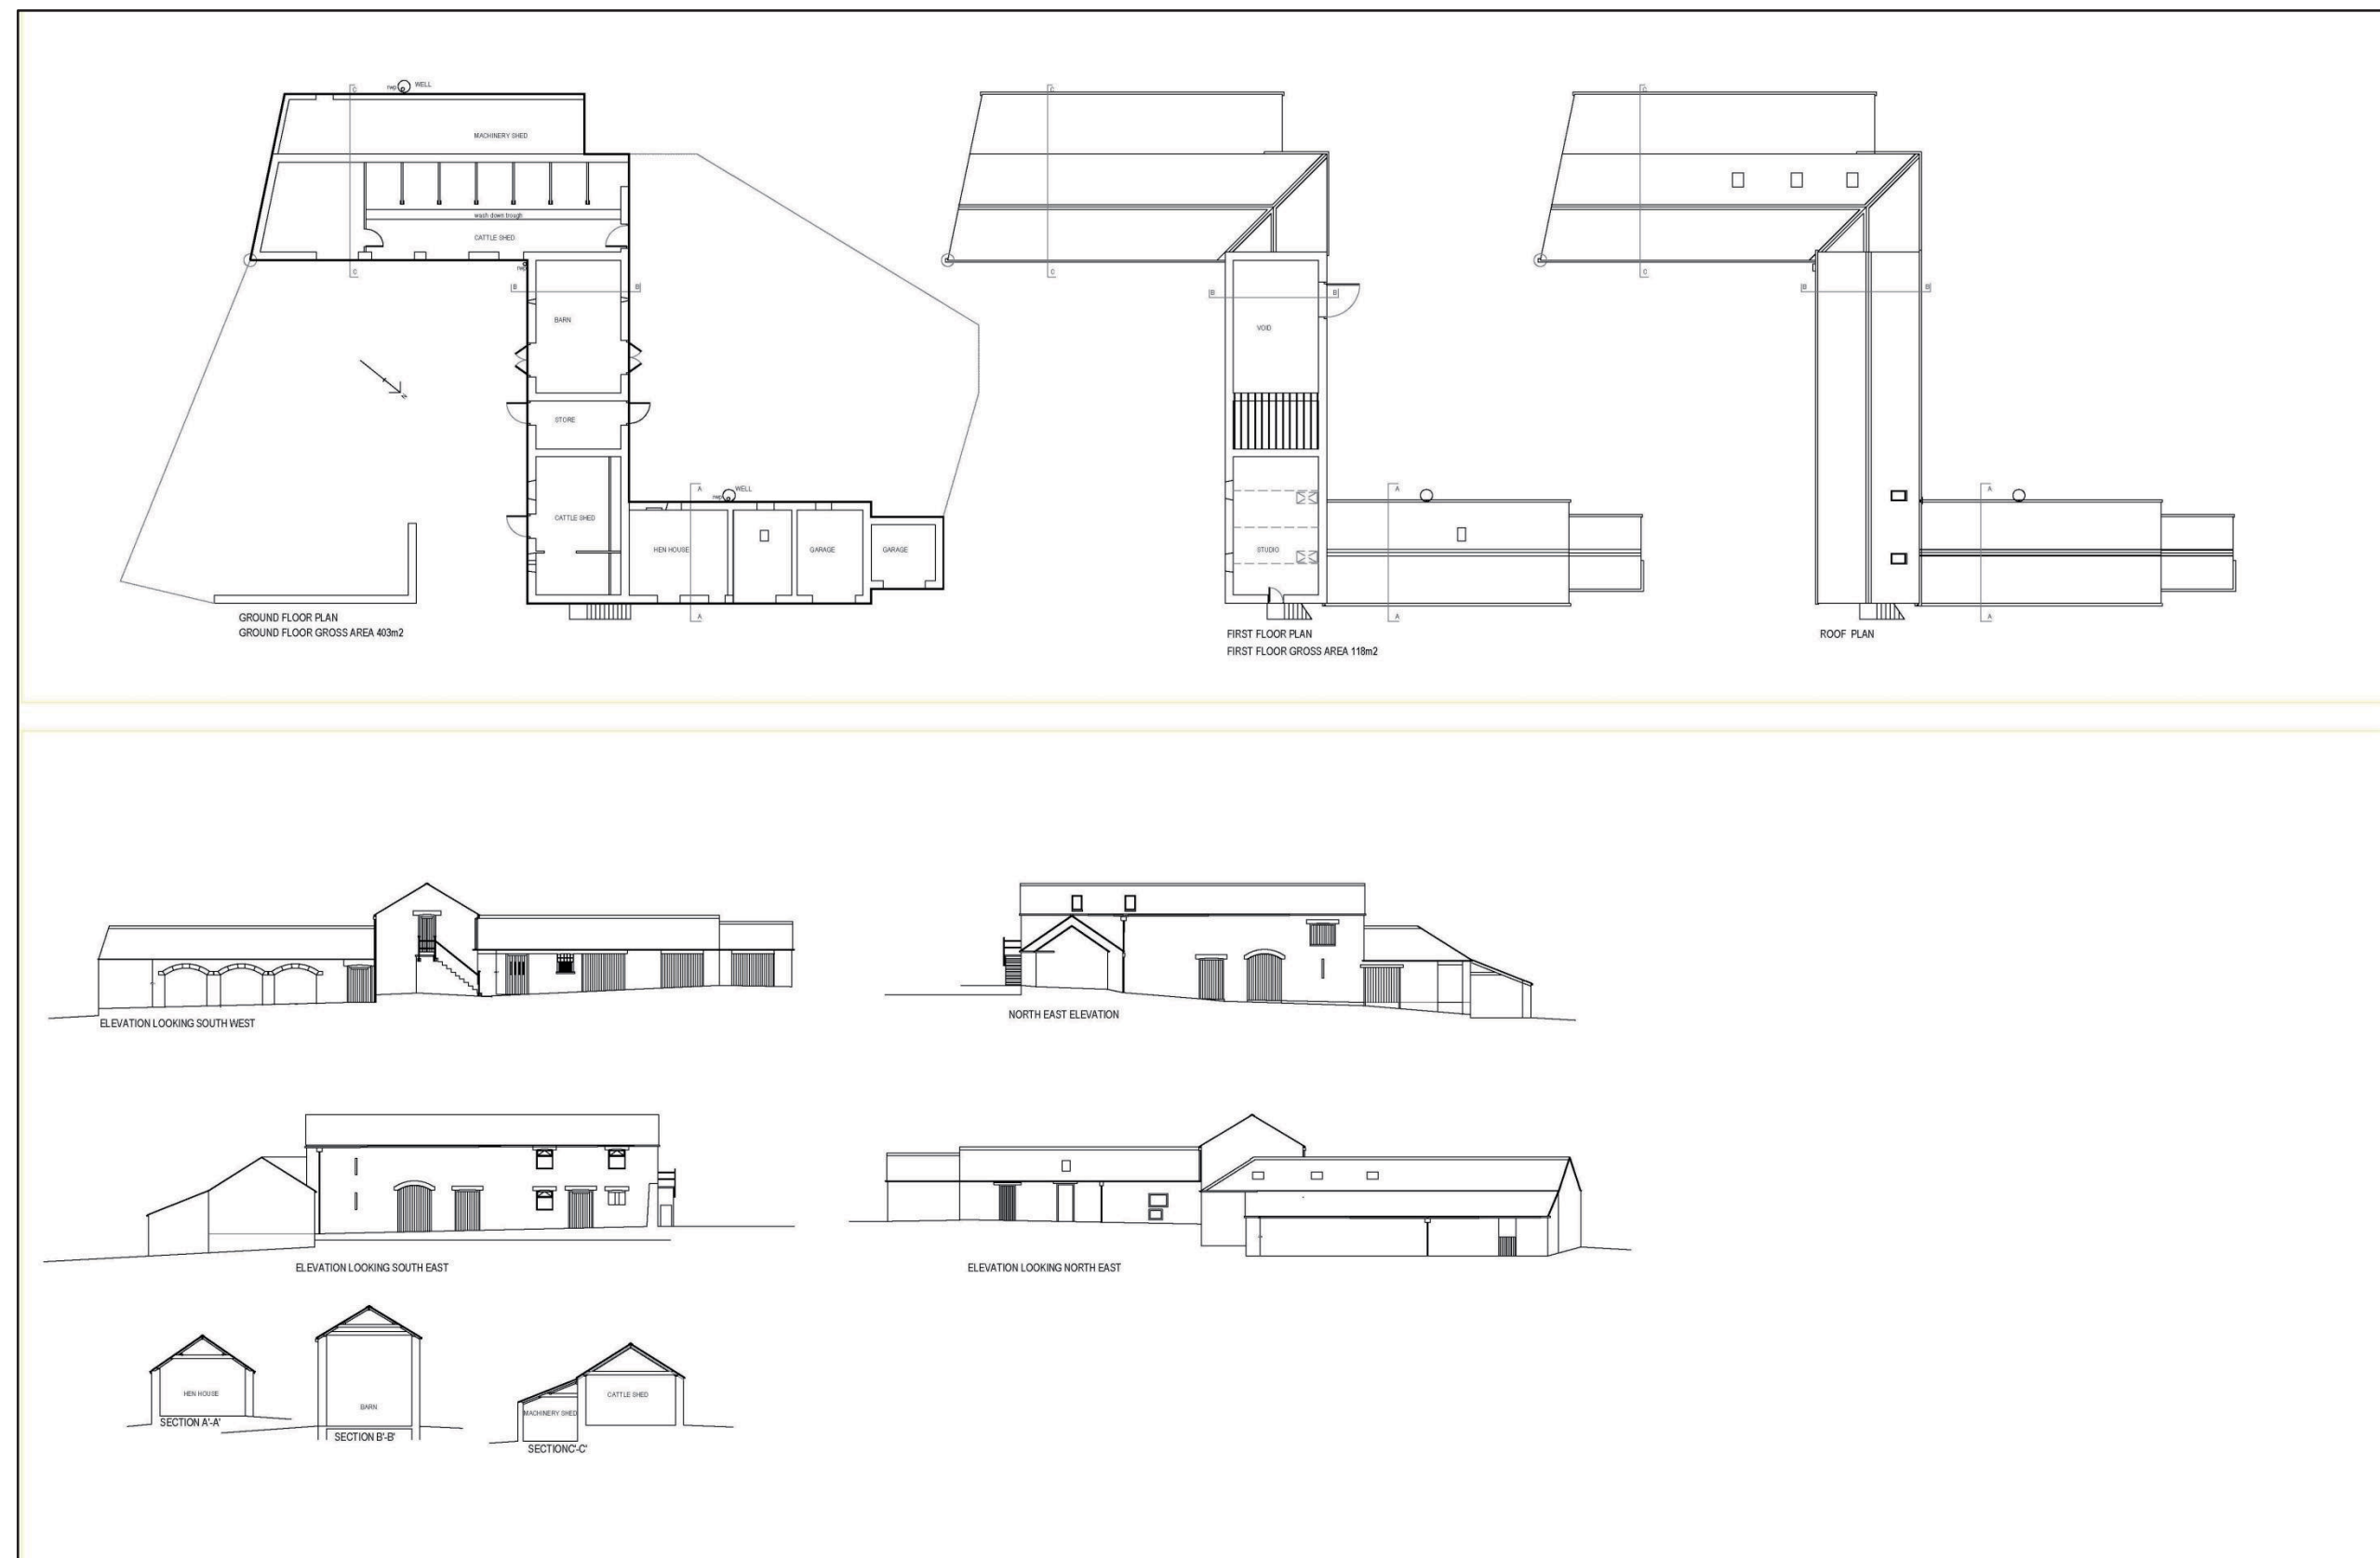 C
WELL
rwp
MACHINERY SHED
wash down trough
CATTLE SHED
C
rwp
B
B
BARN
N
STORE
A
WELL
rwp
CATTLE SHED
HEN HOUSE
GARAGE
GARAGE
A
GROUND FLOOR PLAN
GROUND FLOOR GROSS AREA 403m2
C
C
B
B
VOID
A
STUDIO
A
FIRST FLOOR PLAN
FIRST FLOOR GROSS AREA 118m2
C
C
B
B
A
A
ROOF PLAN
ELEVATION LOOKING SOUTH WEST
NORTH EAST ELEVATION
ELEVATION LOOKING SOUTH EAST
ELEVATION LOOKING NORTH EAST
HEN HOUSE
SECTION A'-A'
BARN
SECTION B'-B'
CATTLE SHED
MACHINERY SHED
SECTIONC'-C'